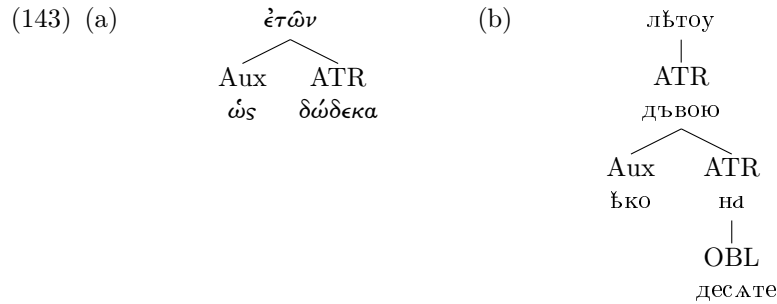 (143) (a) ἐτῶν (b) лѣтоу
Aux ATR ATR
ὡς δώδεκα дъвою
Aux ATR
ѣко на
OBL
десѧте